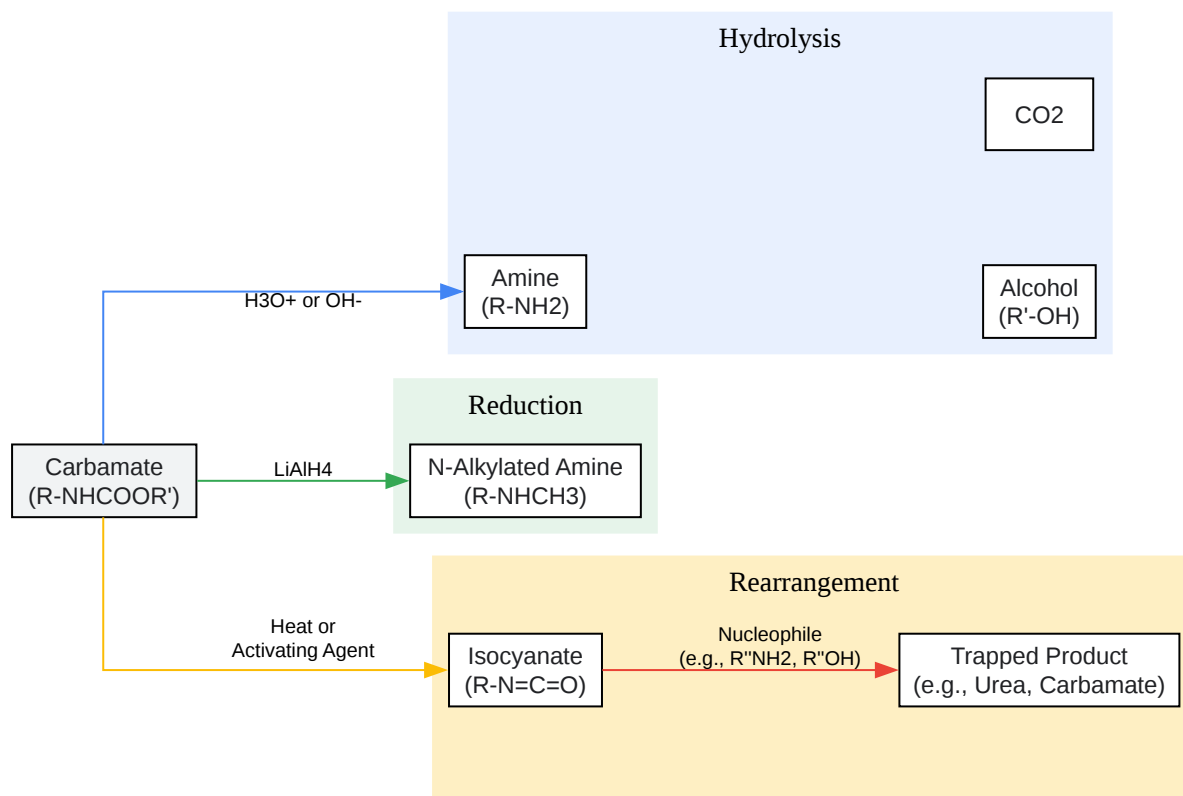 Hydrolysis
CO2
Amine
(R-NH2)
Alcohol
(R'-OH)
H3O+ or OH-
Reduction
Carbamate
(R-NHCOOR')
LiAlH4
N-Alkylated Amine
(R-NHCH3)
Rearrangement
Heat or
Activating Agent
Isocyanate
(R-N=C=O)
Nucleophile
(e.g., R"NH2, R"OH)
Trapped Product
(e.g., Urea, Carbamate)